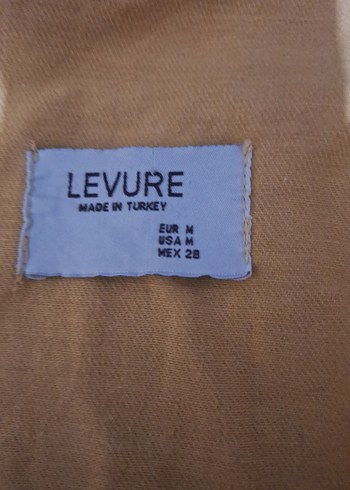 LEVURE
MADE IN TURKEY
EUR M
USA M
MEX 28